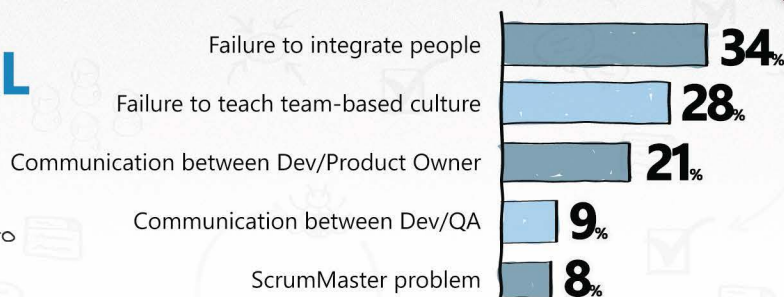 L
Failure to integrate people 34%
Failure to teach team-based culture 28%
Communication between Dev/Product Owner 21%
Communication between Dev/QA 9%
ScrumMaster problem 8%